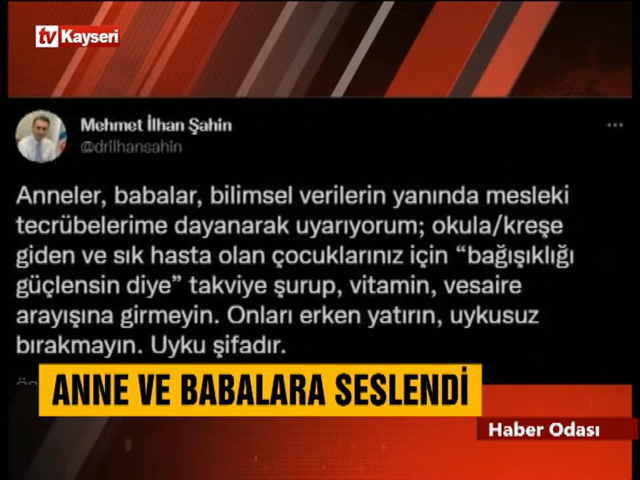 tv Kayseri
Mehmet İlhan Şahin
@drilhansahin
Anneler, babalar, bilimsel verilerin yanında mesleki
tecrübelerime dayanarak uyarıyorum; okula/kreşe
giden ve sık hasta olan çocuklarınız için “bağışıklığı
güçlensin diye” takviye şurup, vitamin, vesaire
arayışına girmeyin. Onları erken yatırın, uykusuz
bırakmayın. Uyku şifadır.
ANNE VE BABALARA SESLENDİ
Haber Odası